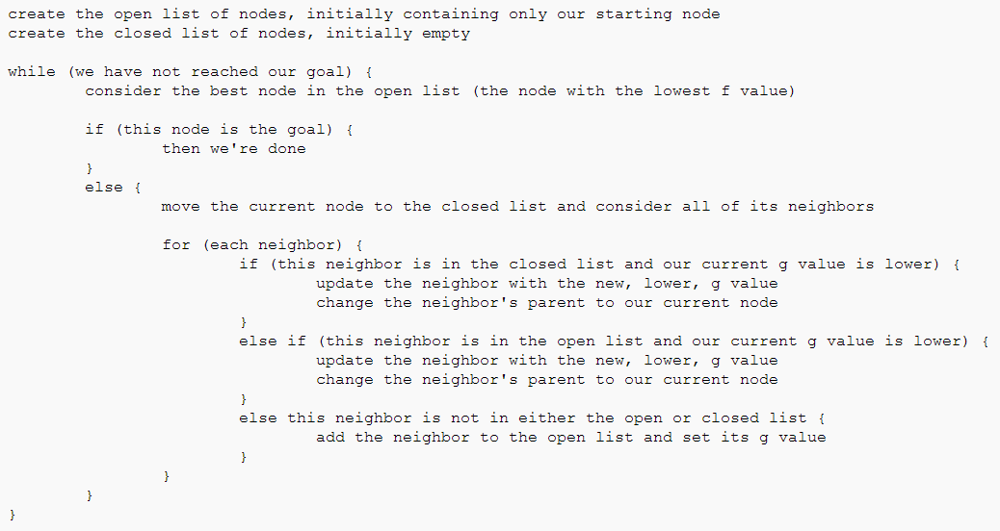 create the open list of nodes, initially containing only our starting node
create the closed list of nodes, initially empty

while (we have not reached our goal) {
        consider the best node in the open list (the node with the lowest f value)

        if (this node is the goal) {
                then we're done
        }
        else {
                move the current node to the closed list and consider all of its neighbors

                for (each neighbor) {
                        if (this neighbor is in the closed list and our current g value is lower) {
                                update the neighbor with the new, lower, g value
                                change the neighbor's parent to our current node
                        }
                        else if (this neighbor is in the open list and our current g value is lower) {
                                update the neighbor with the new, lower, g value
                                change the neighbor's parent to our current node
                        }
                        else this neighbor is not in either the open or closed list {
                                add the neighbor to the open list and set its g value
                        }
                }
        }
}